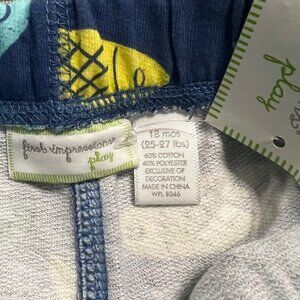 first impressions
play
18 mos
(25-27 lbs)
60% COTTON
40% POLYESTER
EXCLUSIVE OF
DECORATION
MADE IN CHINA
WPL 8046
play